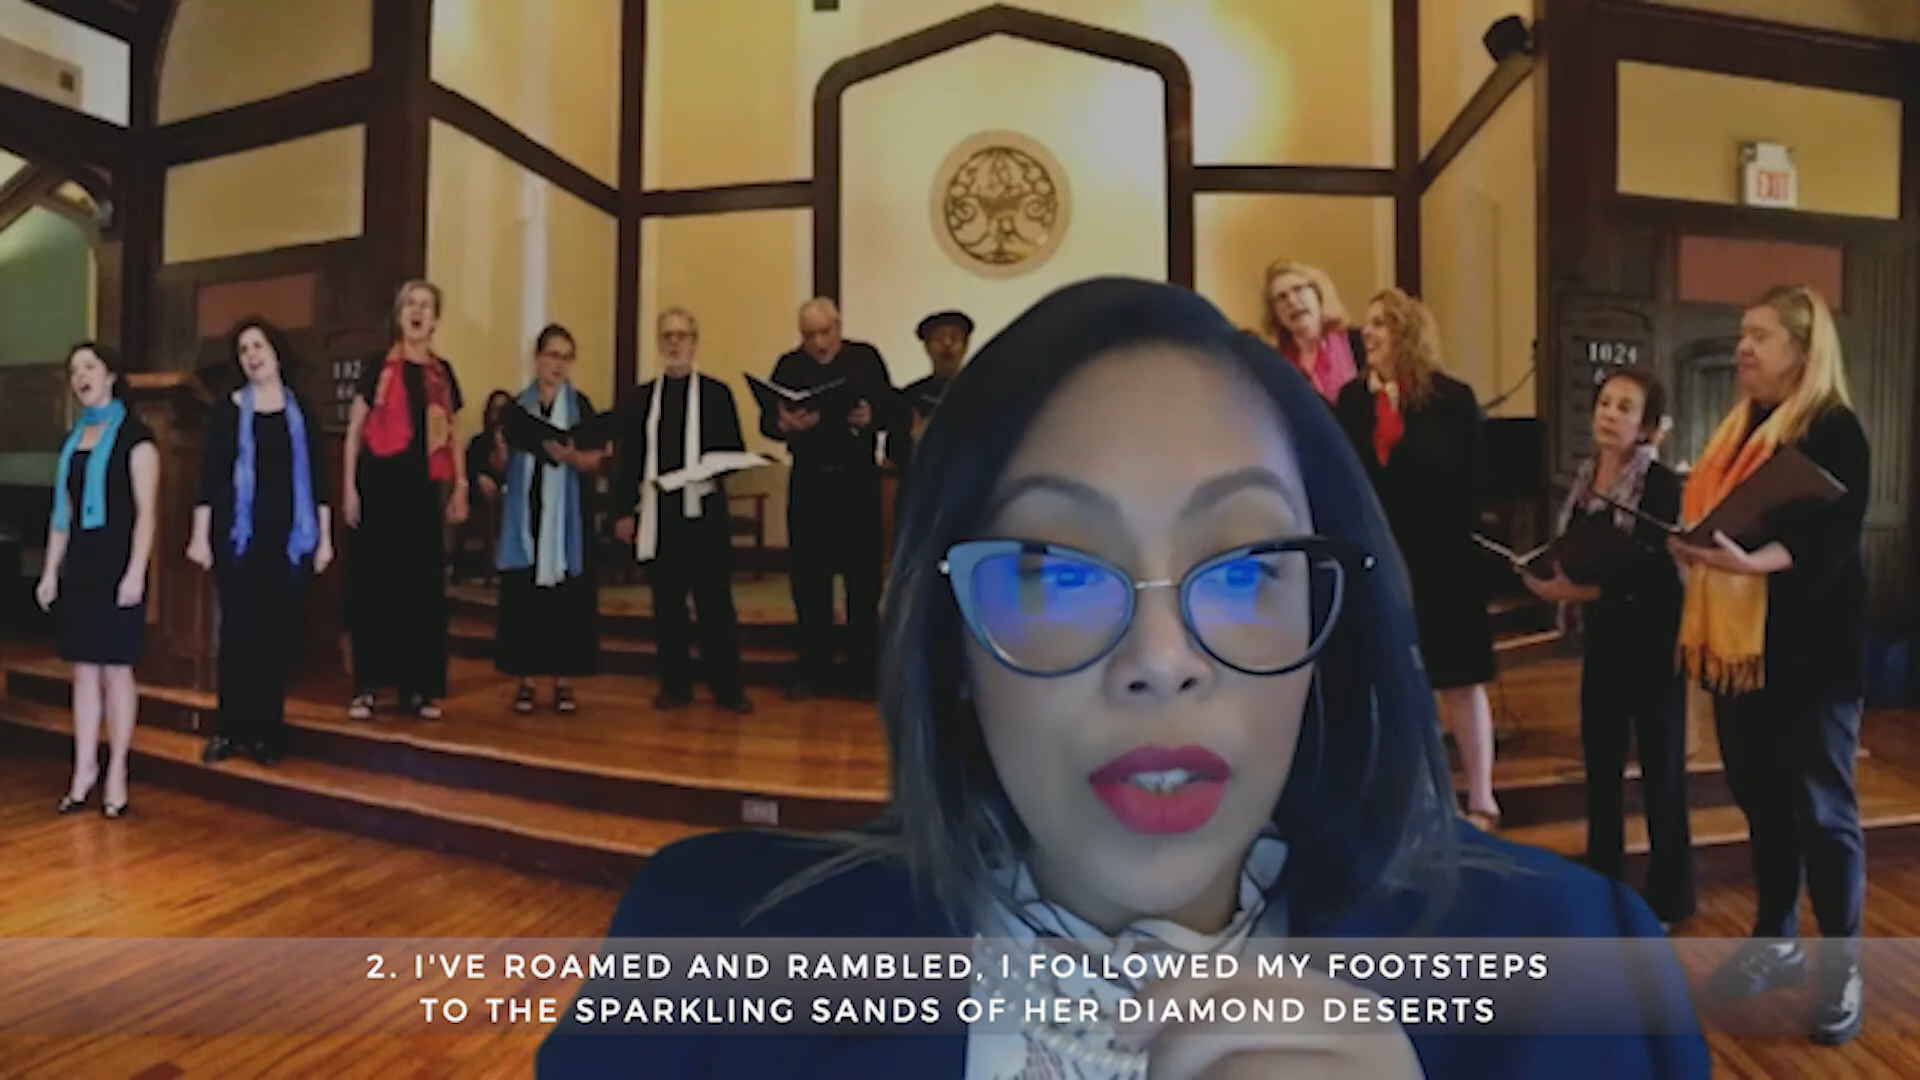 EXIT
1024
2. I'VE ROAMED AND RAMBLED, I FOLLOWED MY FOOTSTEPS
TO THE SPARKLING SANDS OF HER DIAMOND DESERTS